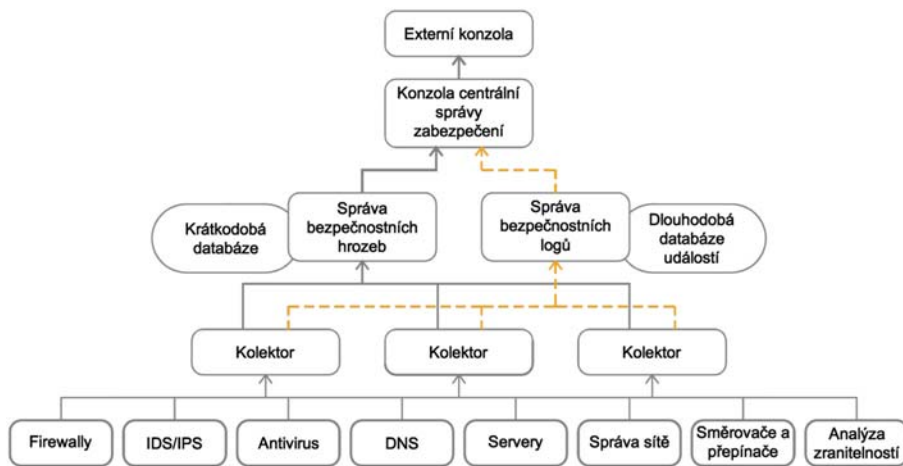 Externí konzola
Konzola centrální
správy
zabezpečení
Krátkodobá
databáze
Správa
bezpečnostních
hrozeb
Správa
bezpečnostních
logů
Dlouhodobá
databáze
událostí
Kolektor
Kolektor
Kolektor
Firewally
IDS/IPS
Antivirus
DNS
Servery
Správa sítě
Směrovače a
přepínače
Analýza
zranitelností